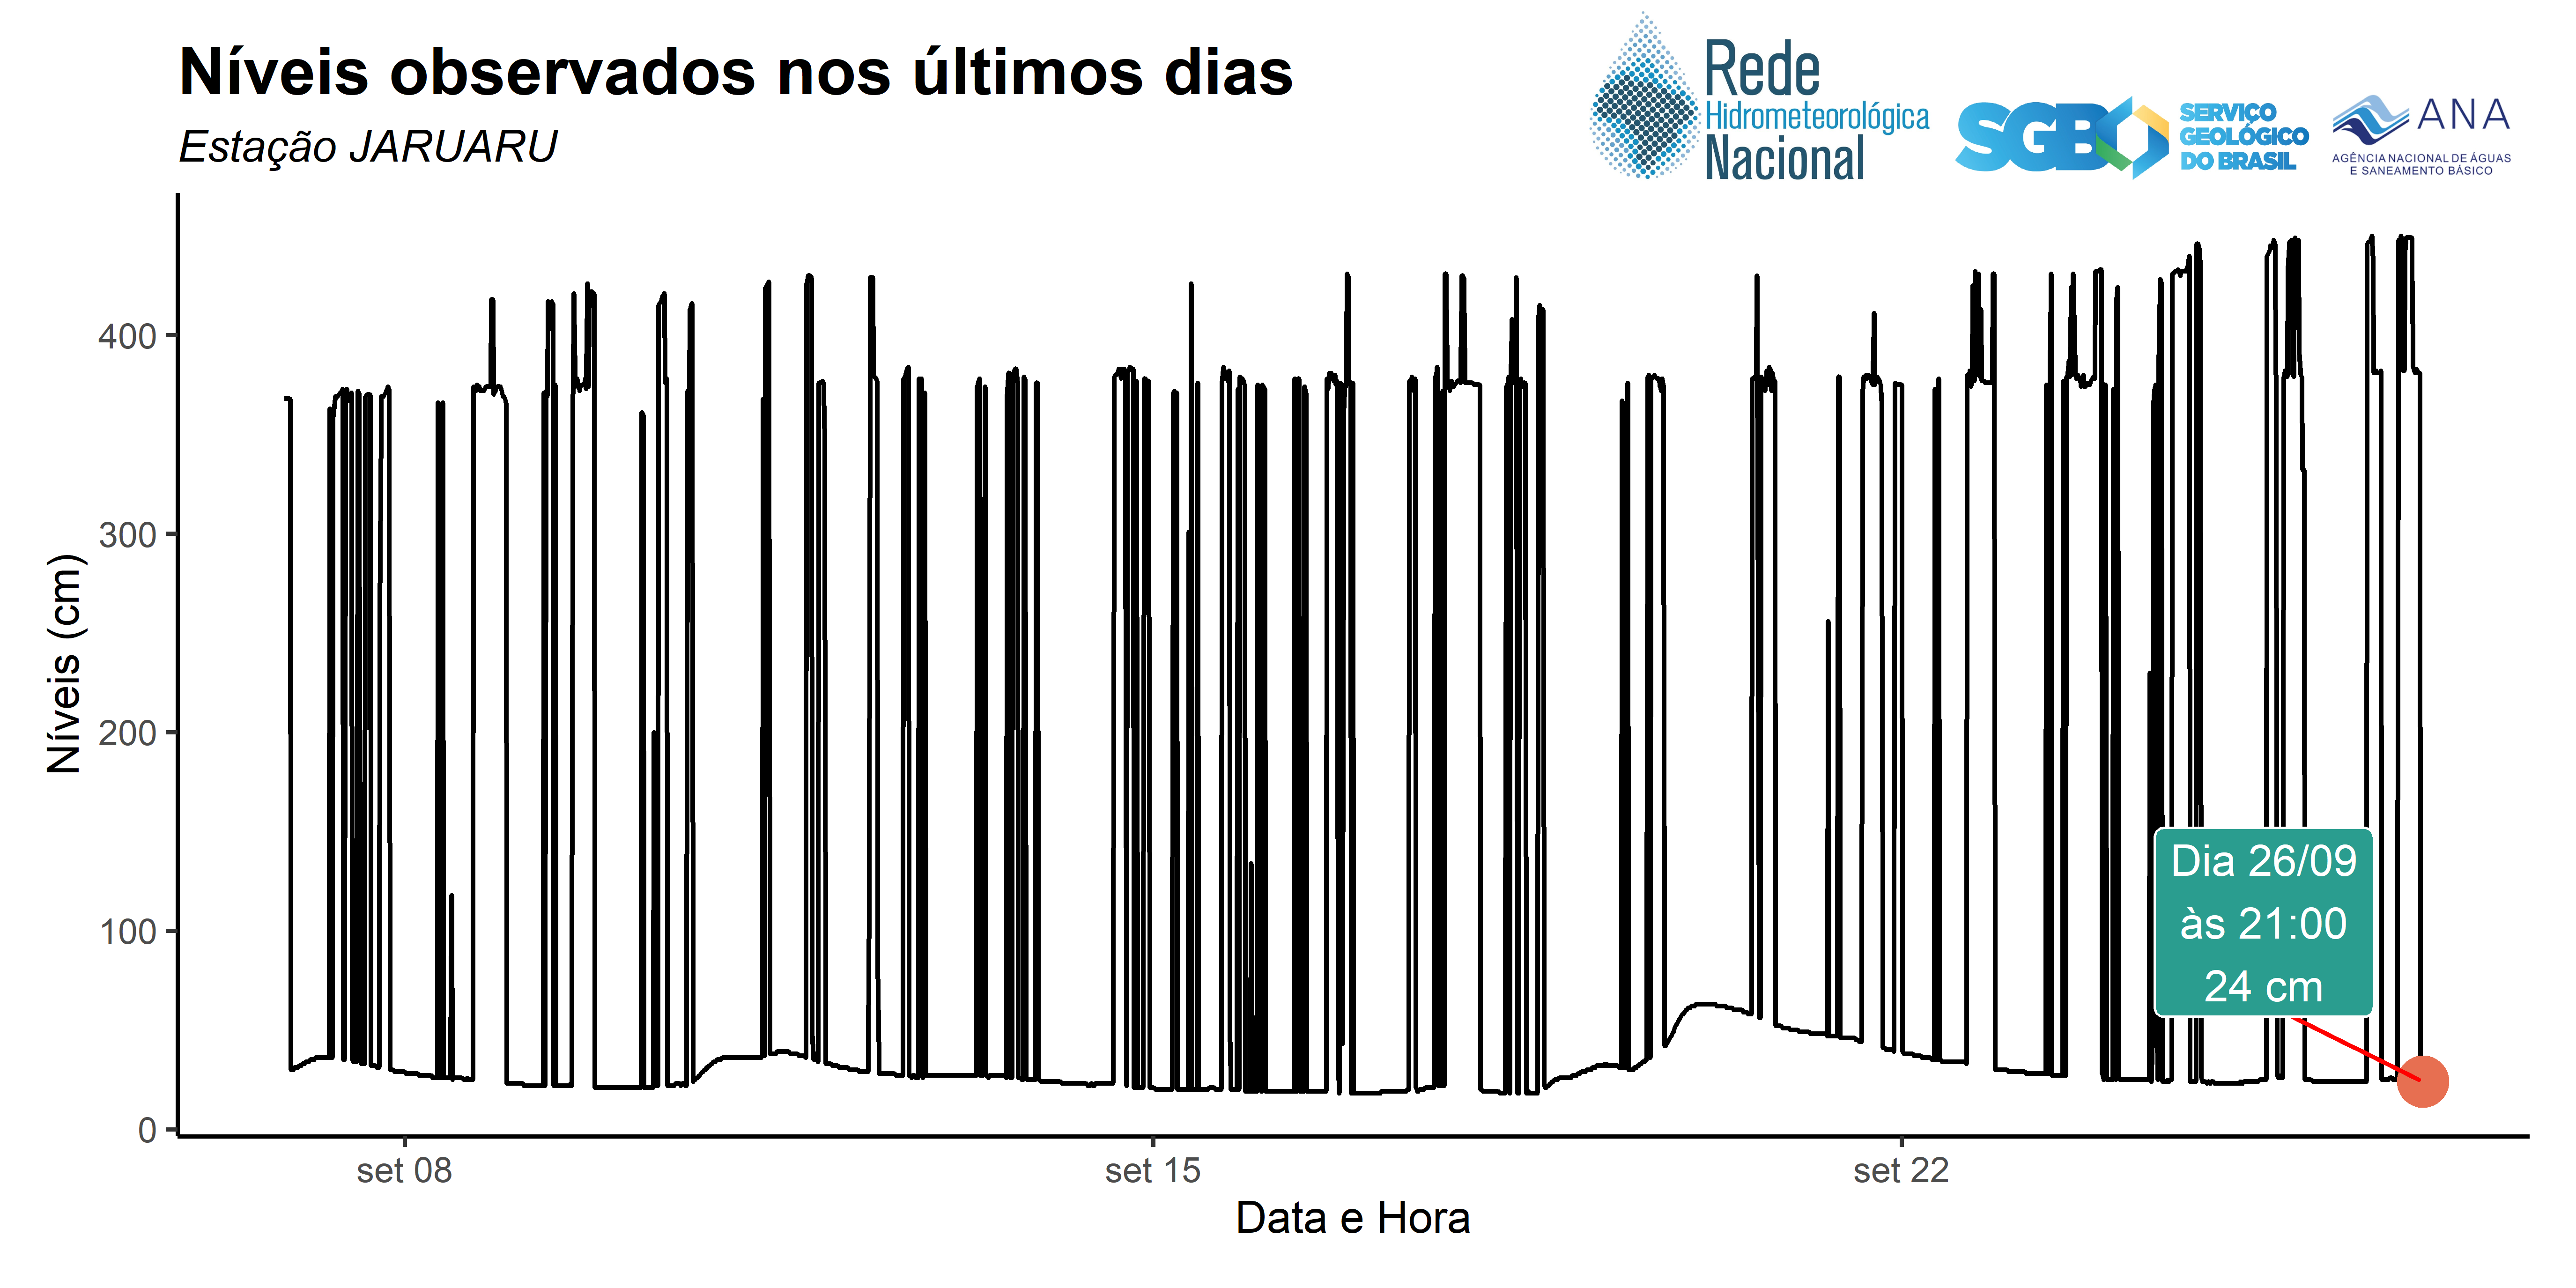 Níveis observados nos últimos dias
Estação JARUARU
Rede
Hidrometeorológica
Nacional
SGB
SERVIÇO
GEOLÓGICO
DO BRASIL
ANA
AGÊNCIA NACIONAL DE ÁGUAS
E SANEAMENTO BÁSICO
Níveis (cm)
400
300
200
100
0
Dia 26/09
às 21:00
24 cm
set 08
set 15
set 22
Data e Hora